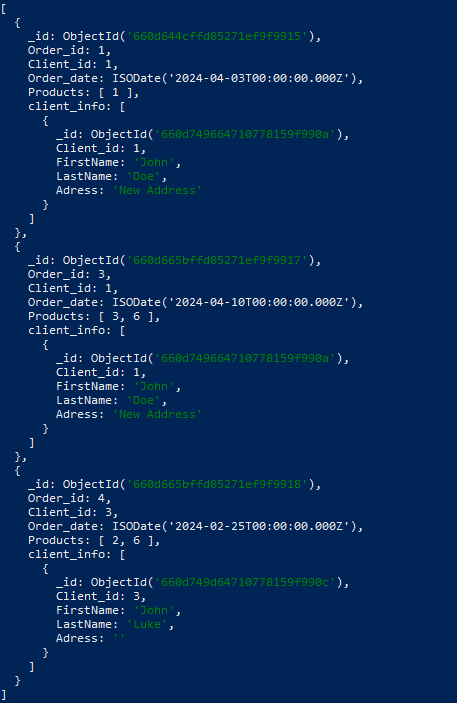 [
  {
    _id: ObjectId('660d644cffd05271ef9f9915'),
    Order_id: 1,
    Client_id: 1,
    Order_date: ISODate('2024-04-03T00:00:00.000Z'),
    Products: [ 1 ],
    client_info: [
      {
        _id: ObjectId('660d749664710778159f990a'),
        Client_id: 1,
        FirstName: 'John',
        LastName: 'Doe',
        Adress: 'New Address'
      }
    ]
  },
  {
    _id: ObjectId('660d665bffd05271ef9f9917'),
    Order_id: 3,
    Client_id: 1,
    Order_date: ISODate('2024-04-10T00:00:00.000Z'),
    Products: [ 3, 6 ],
    client_info: [
      {
        _id: ObjectId('660d749664710778159f990a'),
        Client_id: 1,
        FirstName: 'John',
        LastName: 'Doe',
        Adress: 'New Address'
      }
    ]
  },
  {
    _id: ObjectId('660d665bffd05271ef9f9918'),
    Order_id: 4,
    Client_id: 3,
    Order_date: ISODate('2024-02-25T00:00:00.000Z'),
    Products: [ 2, 6 ],
    client_info: [
      {
        _id: ObjectId('660d749d64710778159f990c'),
        Client_id: 3,
        FirstName: 'John',
        LastName: 'Luke',
        Adress: ''
      }
    ]
  }
]